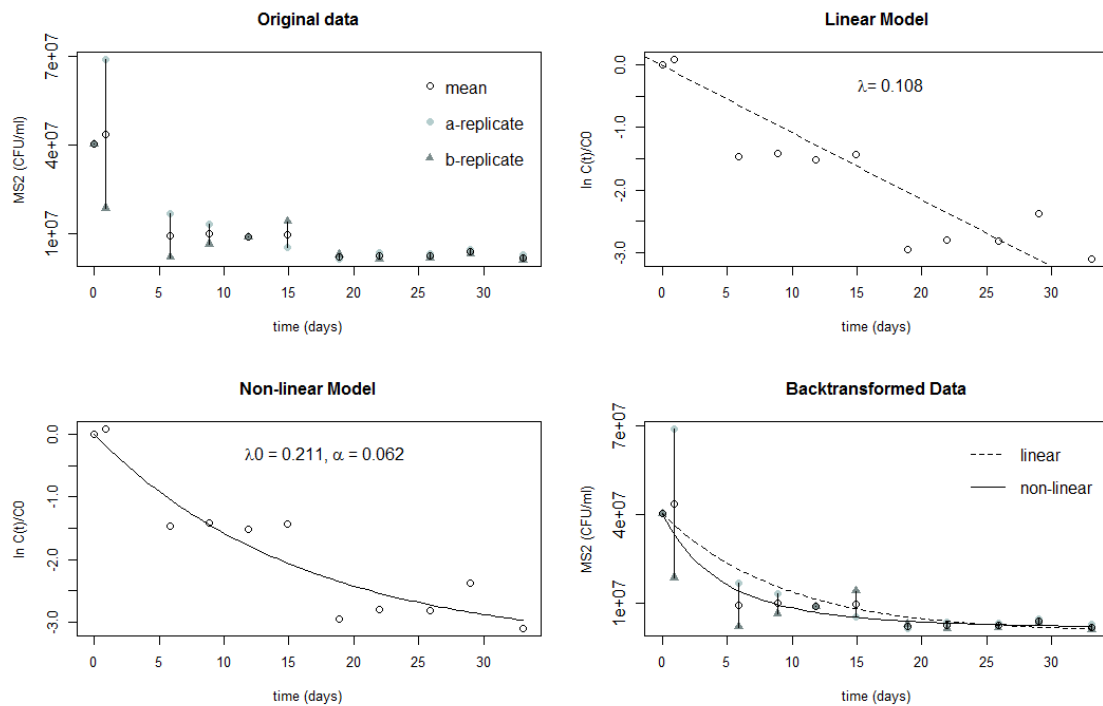 Original data
MS2 (CFU/ml)
7e+07
4e+07
1e+07
mean
a-replicate
b-replicate
0 5 10 15 20 25 30
time (days)
Linear Model
ln C(t)/C0
0.0
-1.0
-2.0
-3.0
λ= 0.108
0 5 10 15 20 25 30
time (days)
Non-linear Model
ln C(t)/C0
0.0
-1.0
-2.0
-3.0
λ0 = 0.211, α = 0.062
0 5 10 15 20 25 30
time (days)
Backtransformed Data
MS2 (CFU/ml)
7e+07
4e+07
1e+07
linear
non-linear
0 5 10 15 20 25 30
time (days)